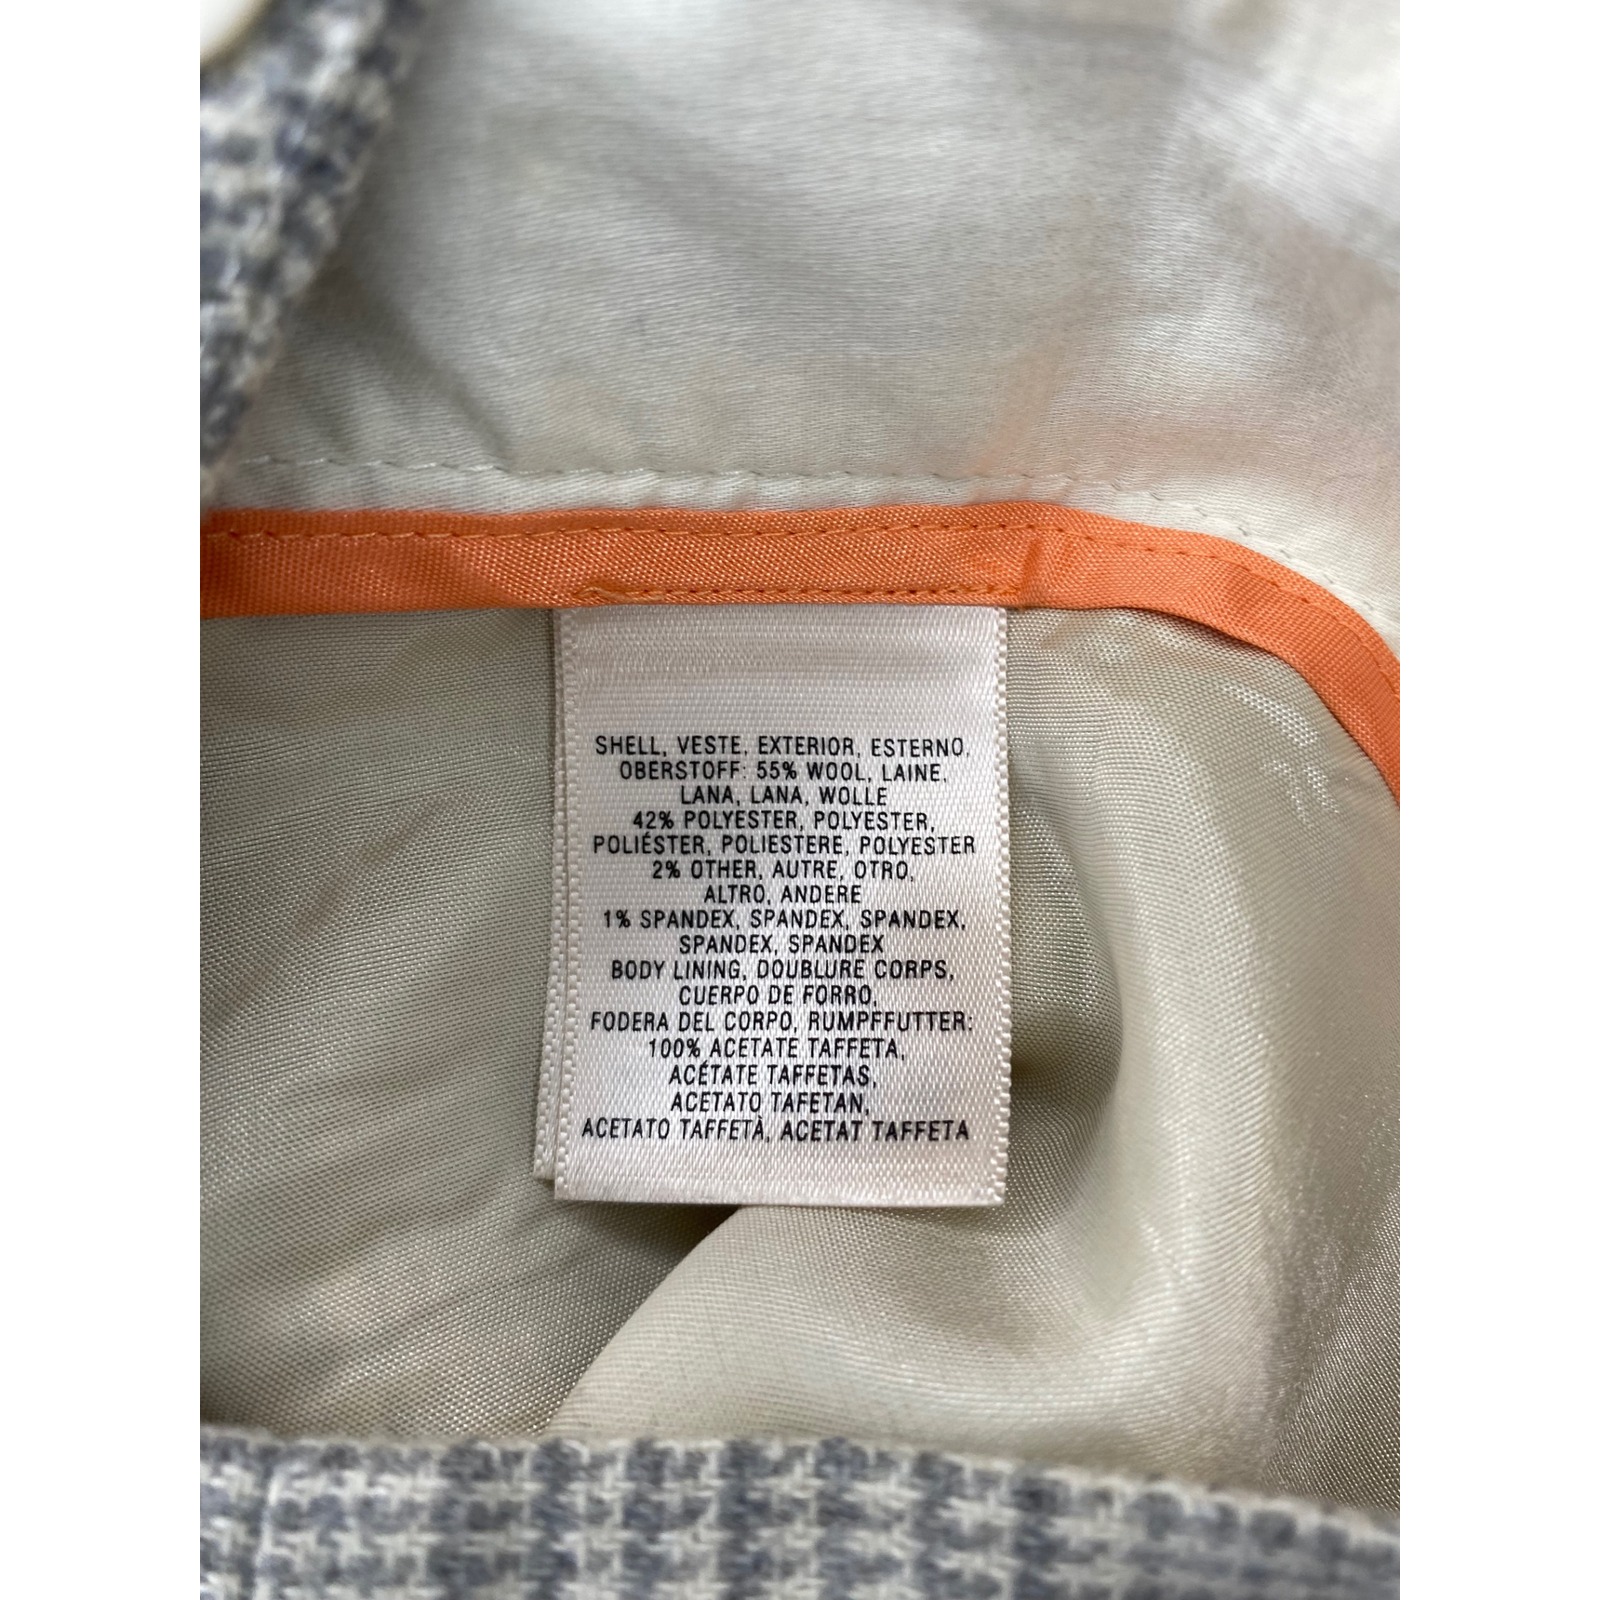 SHELL, VESTE, EXTERIOR, ESTERNO,
OBERSTOFF: 55% WOOL, LAINE,
LANA, LANA, WOLLE
42% POLYESTER, POLYESTER,
POLIÉSTER, POLIESTERE, POLYESTER
2% OTHER, AUTRE, OTRO,
ALTRO, ANDERE
1% SPANDEX, SPANDEX, SPANDEX,
SPANDEX, SPANDEX
BODY LINING, DOUBLURE CORPS,
CUERPO DE FORRO,
FODERA DEL CORPO, RUMPFFUTTER:
100% ACETATE TAFFETA,
ACÉTATE TAFFETAS,
ACETATO TAFETAN,
ACETATO TAFFETÀ, ACETAT TAFFETA